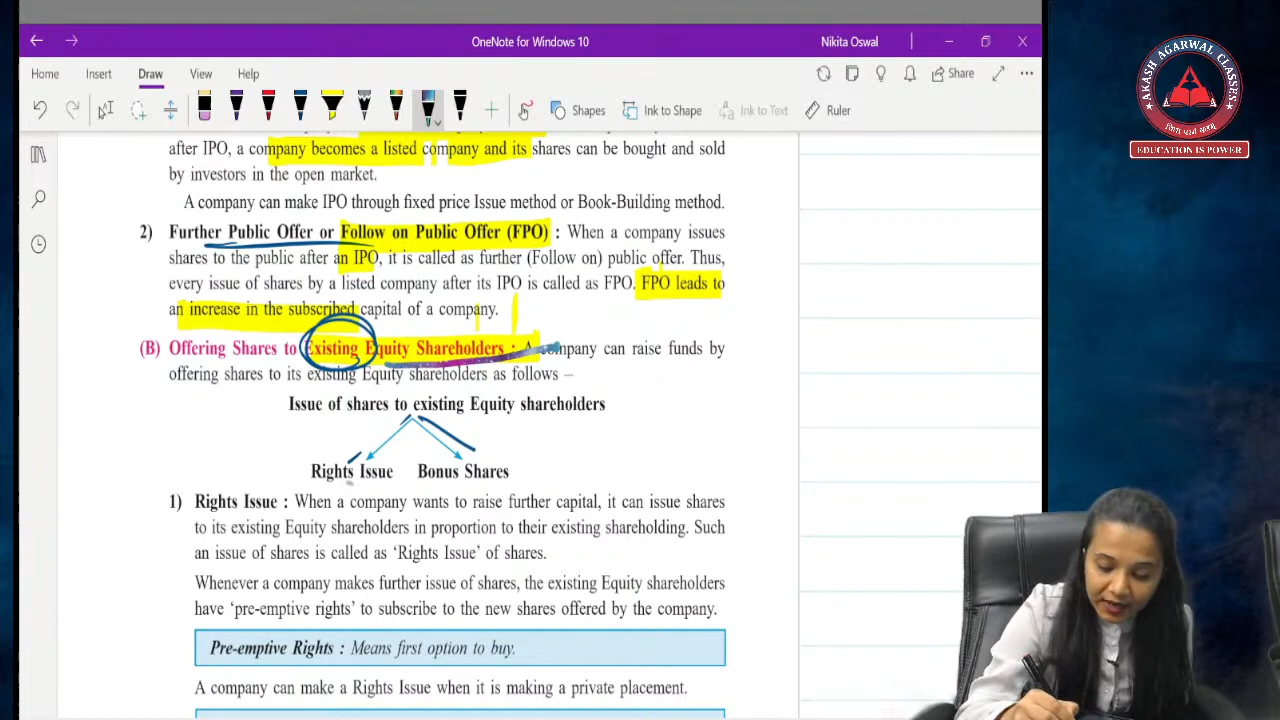 OneNote for Windows 10
Nikita Oswal
Home Insert Draw View Help
Share
Shapes Ink to Shape Ink to Text Ruler
AKASH AGARWAL CLASSES
EDUCATION IS POWER
after IPO, a company becomes a listed company and its shares can be bought and sold
by investors in the open market.
A company can make IPO through fixed price Issue method or Book-Building method.
2) Further Public Offer or Follow on Public Offer (FPO) : When a company issues
shares to the public after an IPO, it is called as further (Follow on) public offer. Thus,
every issue of shares by a listed company after its IPO is called as FPO. FPO leads to
an increase in the subscribed capital of a company.
(B) Offering Shares to Existing Equity Shareholders : A company can raise funds by
offering shares to its existing Equity shareholders as follows –
Issue of shares to existing Equity shareholders
Rights Issue Bonus Shares
1) Rights Issue : When a company wants to raise further capital, it can issue shares
to its existing Equity shareholders in proportion to their existing shareholding. Such
an issue of shares is called as ‘Rights Issue’ of shares.
Whenever a company makes further issue of shares, the existing Equity shareholders
have ‘pre-emptive rights’ to subscribe to the new shares offered by the company.
Pre-emptive Rights : Means first option to buy.
A company can make a Rights Issue when it is making a private placement.